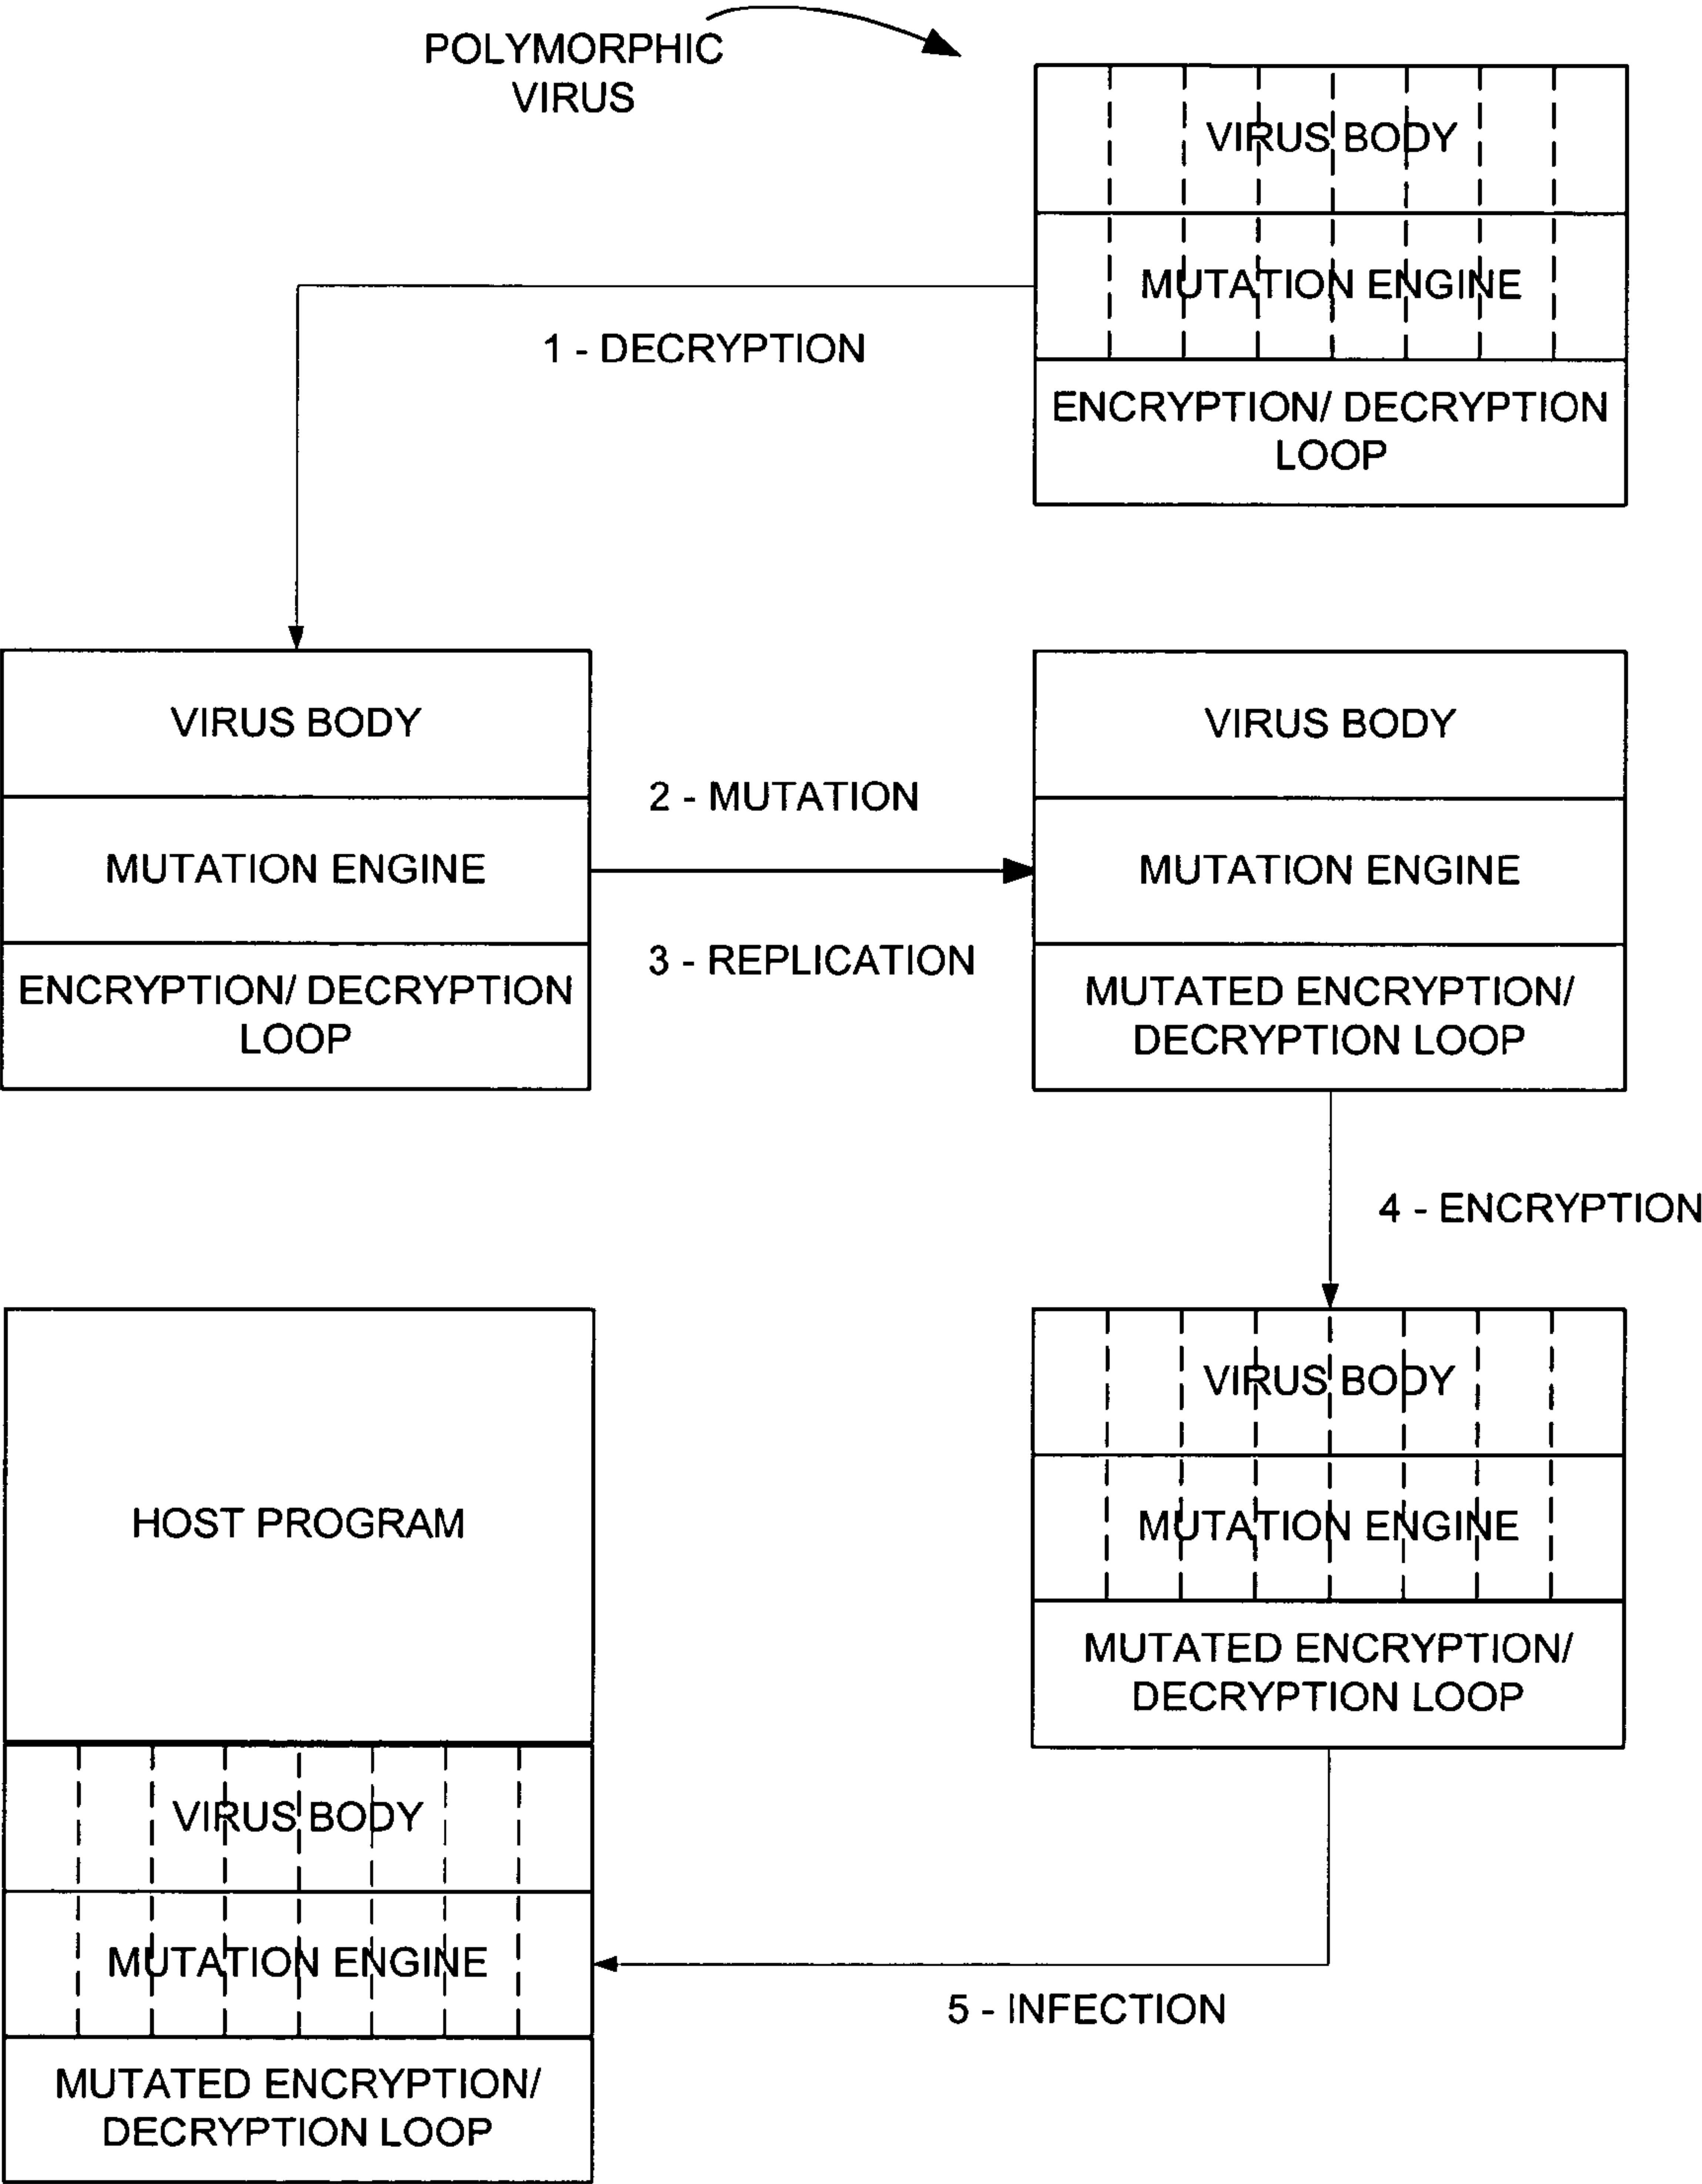 POLYMORPHIC
VIRUS
VIRUS BODY
MUTATION ENGINE
ENCRYPTION/ DECRYPTION
LOOP
1 - DECRYPTION
VIRUS BODY
MUTATION ENGINE
ENCRYPTION/ DECRYPTION
LOOP
2 - MUTATION
3 - REPLICATION
VIRUS BODY
MUTATION ENGINE
MUTATED ENCRYPTION/
DECRYPTION LOOP
4 - ENCRYPTION
VIRUS BODY
MUTATION ENGINE
MUTATED ENCRYPTION/
DECRYPTION LOOP
5 - INFECTION
HOST PROGRAM
VIRUS BODY
MUTATION ENGINE
MUTATED ENCRYPTION/
DECRYPTION LOOP